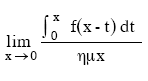 lim x→0 ∫₀ˣ f(x - t) dt / ημx